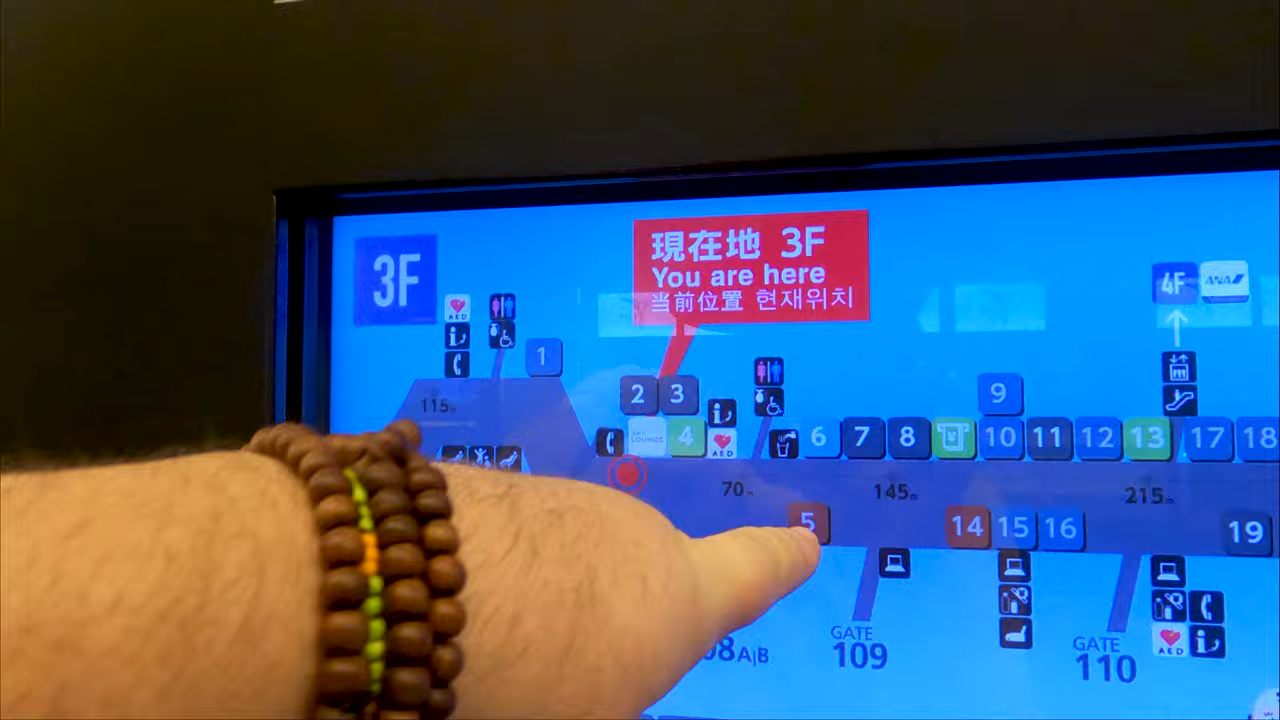 3F
現在地 3F
You are here
当前位置 현재위치
4F ANA
AED
1
115m
2 3
9
LOUNGE 4 AED 6 7 8 10 11 12 13 17 18
70m 145m 215m
5 14 15 16 19
08A|B
GATE
109
GATE
110
AED